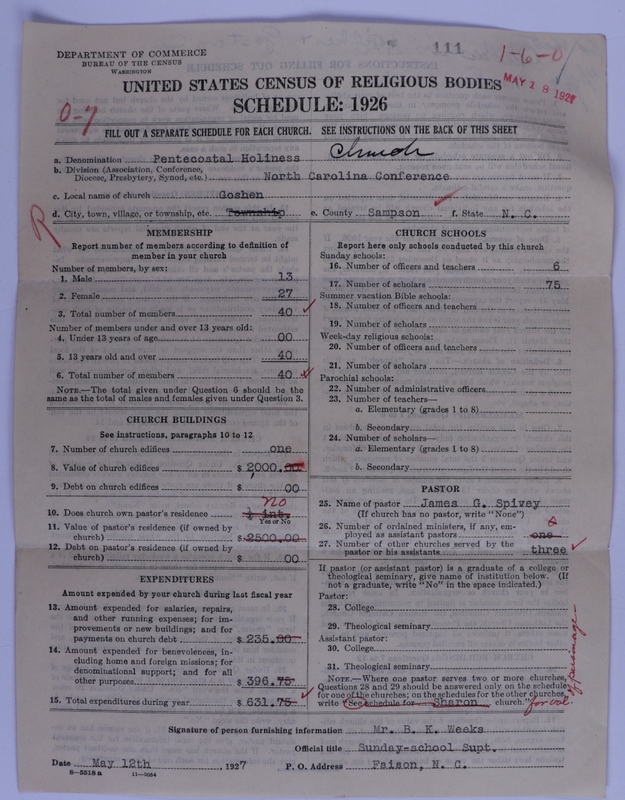 111
1-6-0
DEPARTMENT OF COMMERCE
BUREAU OF THE CENSUS
WASHINGTON
UNITED STATES CENSUS OF RELIGIOUS BODIES
MAY 18 1927
SCHEDULE: 1926
0-7
FILL OUT A SEPARATE SCHEDULE FOR EACH CHURCH. SEE INSTRUCTIONS ON THE BACK OF THIS SHEET
a. Denomination Pentecostal Holiness Church
b. Division (Association, Conference,
Diocese, Presbytery, Synod, etc.) North Carolina Conference
c. Local name of church Goshen
d. City, town, village, or township, etc. Township e. County Sampson f. State N. C.
R
MEMBERSHIP
Report number of members according to definition of
member in your church
Number of members, by sex:
1. Male 13
2. Female 27
3. Total number of members 40
Number of members under and over 13 years old:
4. Under 13 years of age 00
5. 13 years old and over 40
6. Total number of members 40
NOTE.—The total given under Question 6 should be the
same as the total of males and females given under Question 3.
CHURCH BUILDINGS
See instructions, paragraphs 10 to 12
7. Number of church edifices one
8. Value of church edifices $ 2,000.00
9. Debt on church edifices $ 00
no
10. Does church own pastor's residence ¼ int.
Yes or No
11. Value of pastor's residence (if owned by
church) $ 2500.00
12. Debt on pastor's residence (if owned by
church) $ 00
EXPENDITURES
Amount expended by your church during last fiscal year
13. Amount expended for salaries, repairs,
and other running expenses; for im-
provements or new buildings; and for
payments on church debt $ 235.00
14. Amount expended for benevolences, in-
cluding home and foreign missions; for
denominational support; and for all
other purposes $ 396.75
15. Total expenditures during year $ 631.75
CHURCH SCHOOLS
Report here only schools conducted by this church
Sunday schools:
16. Number of officers and teachers 6
17. Number of scholars 75
Summer vacation Bible schools:
18. Number of officers and teachers
19. Number of scholars
Week-day religious schools:
20. Number of officers and teachers
21. Number of scholars
Parochial schools:
22. Number of administrative officers
23. Number of teachers—
a. Elementary (grades 1 to 8)
b. Secondary
24. Number of scholars—
a. Elementary (grades 1 to 8)
b. Secondary
PASTOR
25. Name of pastor James G. Spivey
(If church has no pastor, write "None")
26. Number of ordained ministers, if any, em-
ployed as assistant pastors one
27. Number of other churches served by the
pastor or his assistants three
If pastor (or assistant pastor) is a graduate of a college or
theological seminary, give name of institution below. (If
not a graduate, write "No" in the space indicated.)
Pastor:
28. College
29. Theological seminary
Assistant pastor:
30. College
31. Theological seminary
NOTE.—Where one pastor serves two or more churches,
Questions 28 and 29 should be answered only on the schedule
for one of the churches; on the schedules for the other churches,
write "See schedule for Sharon church."
for val. of parsonage
Signature of person furnishing information Mr. B. K. Weeks
Official title Sunday-school Supt.
Date May 12th, 1927 P. O. Address Faison, N. C.
8—5518 a 11—9054